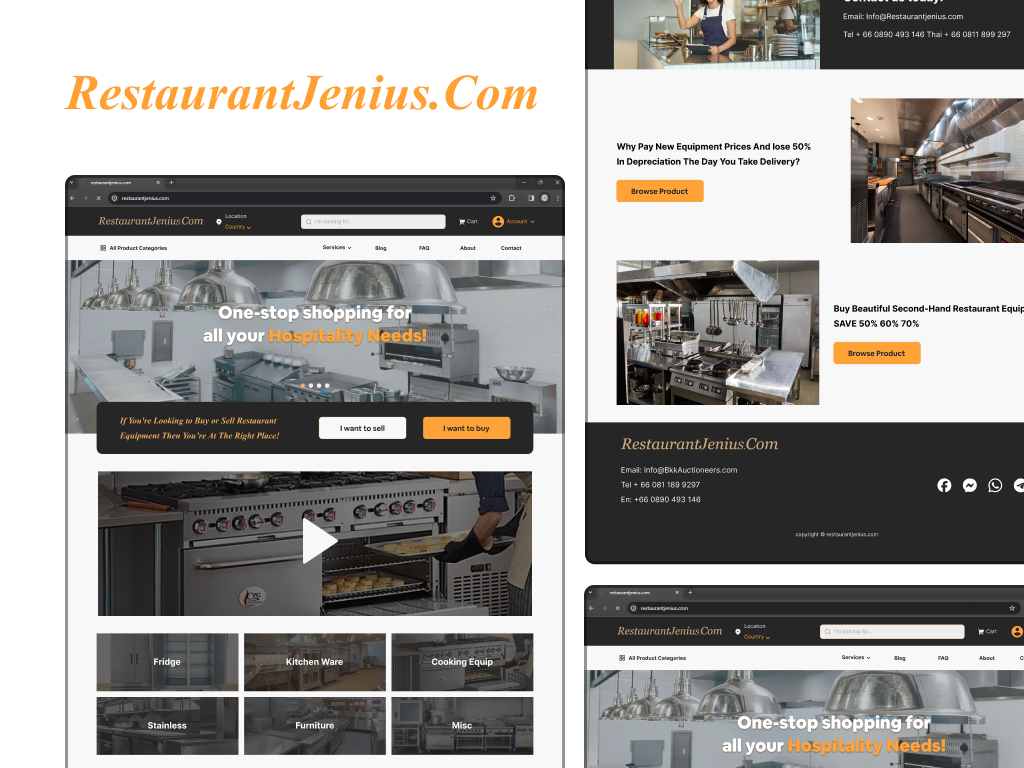 RestaurantJenius.Com
restaurantjenius.com
restaurantjenius.com
RestaurantJenius.Com
Location
Country
I'm looking for...
Cart
Account
All Product Categories
Services
Blog
FAQ
About
Contact
One-stop shopping for
all your Hospitality Needs!
If You're Looking to Buy or Sell Restaurant
Equipment Then You're At The Right Place!
I want to sell
I want to buy
Fridge
Kitchen Ware
Cooking Equip
Stainless
Furniture
Misc
Email: Info@Restaurantjenius.com
Tel + 66 0890 493 146 Thai + 66 0811 899 297
Why Pay New Equipment Prices And lose 50%
In Depreciation The Day You Take Delivery?
Browse Product
Buy Beautiful Second-Hand Restaurant Equip
SAVE 50% 60% 70%
Browse Product
RestaurantJenius.Com
Email: Info@BkkAuctioneers.com
Tel + 66 081 189 9297
En: +66 0890 493 146
copyright © restaurantjenius.com
restaurantjenius.com
restaurantjenius.com
RestaurantJenius.Com
Location
Country
I'm looking for...
Cart
All Product Categories
Services
Blog
FAQ
About
One-stop shopping for
all your Hospitality Needs!